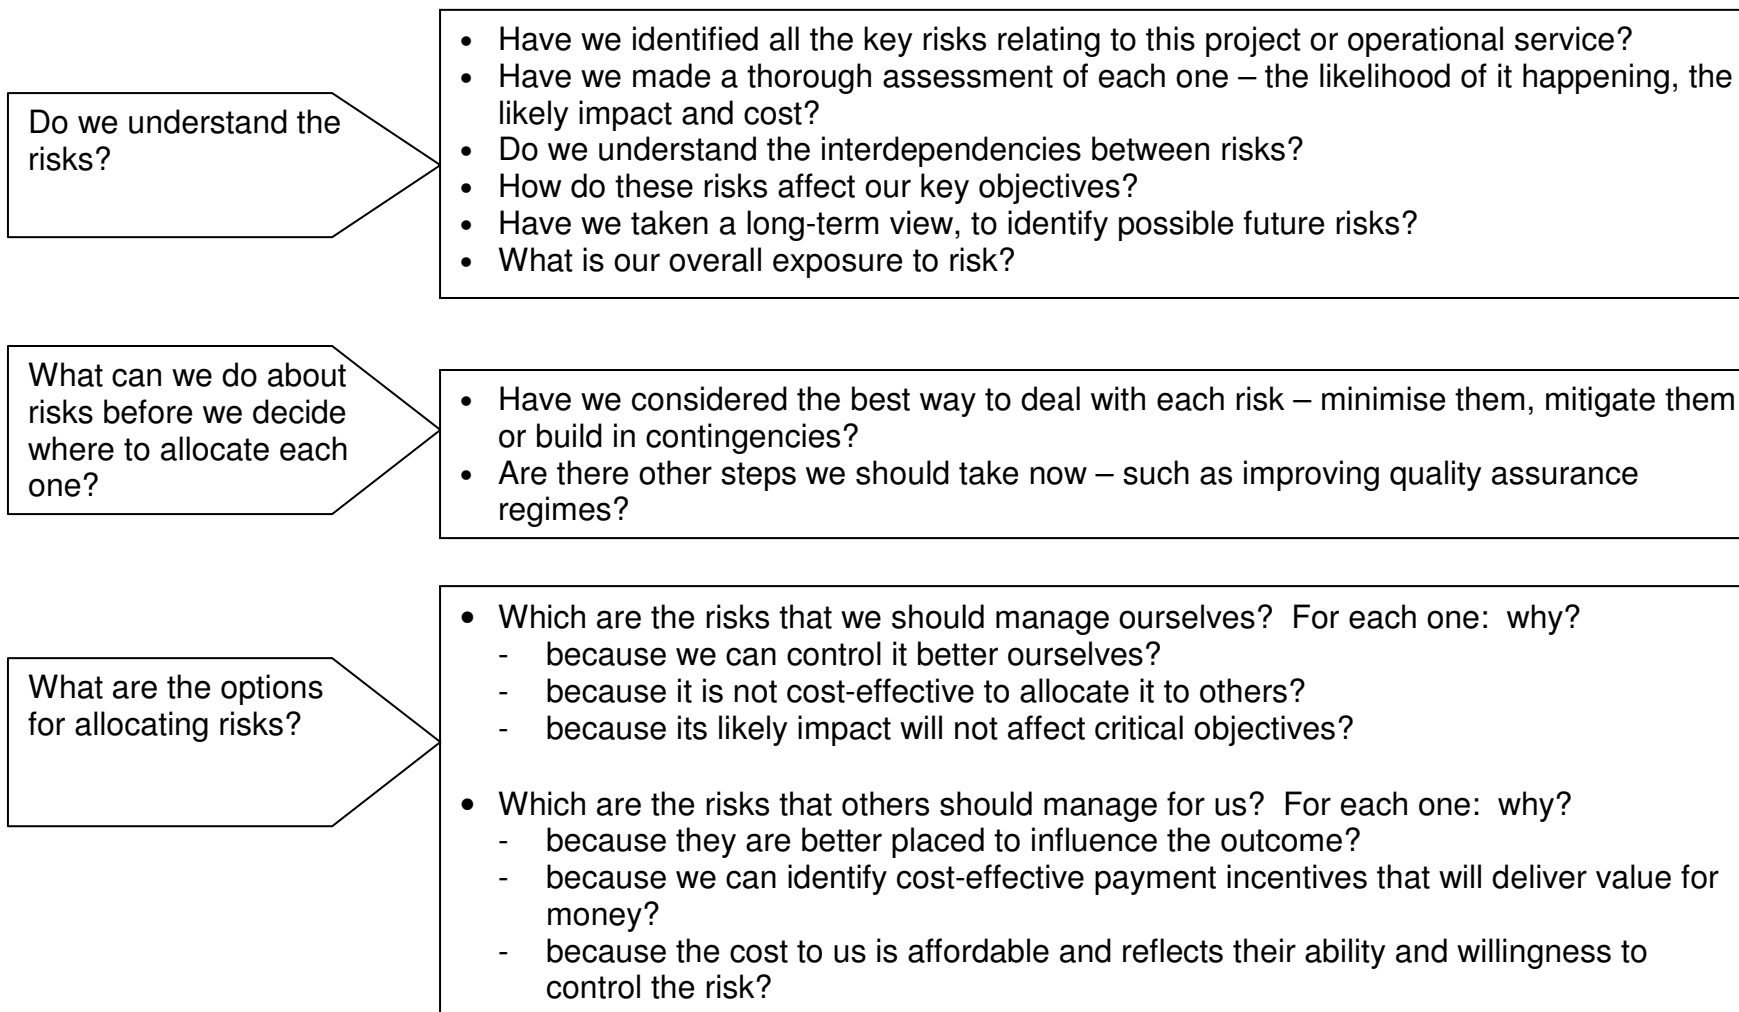 Do we understand the
risks?
• Have we identified all the key risks relating to this project or operational service?
• Have we made a thorough assessment of each one – the likelihood of it happening, the
likely impact and cost?
• Do we understand the interdependencies between risks?
• How do these risks affect our key objectives?
• Have we taken a long-term view, to identify possible future risks?
• What is our overall exposure to risk?
What can we do about
risks before we decide
where to allocate each
one?
• Have we considered the best way to deal with each risk – minimise them, mitigate them
or build in contingencies?
• Are there other steps we should take now – such as improving quality assurance
regimes?
What are the options
for allocating risks?
• Which are the risks that we should manage ourselves?  For each one:  why?
- because we can control it better ourselves?
- because it is not cost-effective to allocate it to others?
- because its likely impact will not affect critical objectives?
• Which are the risks that others should manage for us?  For each one:  why?
- because they are better placed to influence the outcome?
- because we can identify cost-effective payment incentives that will deliver value for
money?
- because the cost to us is affordable and reflects their ability and willingness to
control the risk?